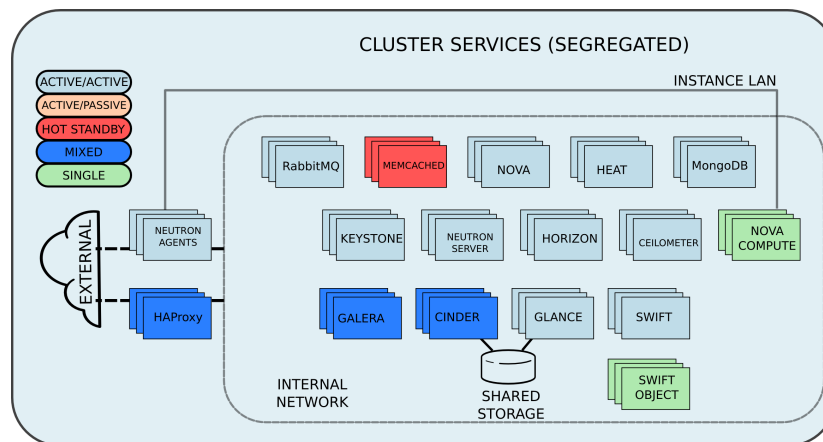 CLUSTER SERVICES (SEGREGATED)
INSTANCE LAN
ACTIVE/ACTIVE
ACTIVE/PASSIVE
HOT STANDBY
MIXED
SINGLE
RabbitMQ
MEMCACHED
NOVA
HEAT
MongoDB
EXTERNAL
NEUTRON
AGENTS
KEYSTONE
NEUTRON
SERVER
HORIZON
CEILOMETER
NOVA
COMPUTE
HAProxy
GALERA
CINDER
GLANCE
SWIFT
INTERNAL
NETWORK
SHARED
STORAGE
SWIFT
OBJECT